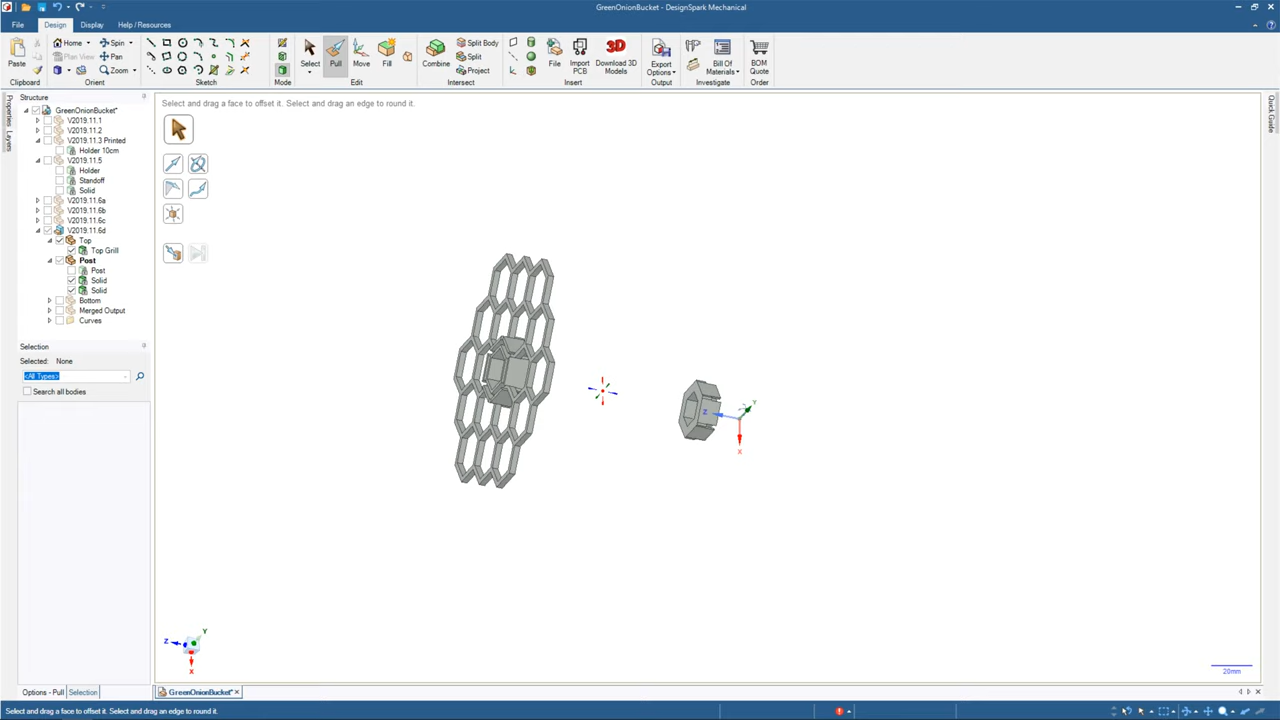 GreenOnionBucket - DesignSpark Mechanical
File Design Display Help / Resources
Paste
Clipboard
Home Spin
Plan View Pan
Zoom
Orient
Sketch
Mode
Select Pull Move Fill
Edit
Combine Split Body
Split
Project
Intersect
File Import PCB Download 3D Models
Insert
Export Options
Output
Bill Of Materials
Investigate
BOM Quote
Order
Properties
Layers
Structure
GreenOnionBucket*
V2019.11.1
V2019.11.2
V2019.11.3 Printed
Holder 10cm
V2019.11.5
Holder
Standoff
Solid
V2019.11.6a
V2019.11.6b
V2019.11.6c
V2019.11.6d
Top
Top Grill
Post
Post
Solid
Solid
Bottom
Merged Output
Curves
Selection
Selected: None
<All Types>
Search all bodies
Options - Pull Selection
Select and drag a face to offset it. Select and drag an edge to round it.
Quick Guide
Z
Y
X
Y
Z
X
20mm
GreenOnionBucket*
Select and drag a face to offset it. Select and drag an edge to round it.